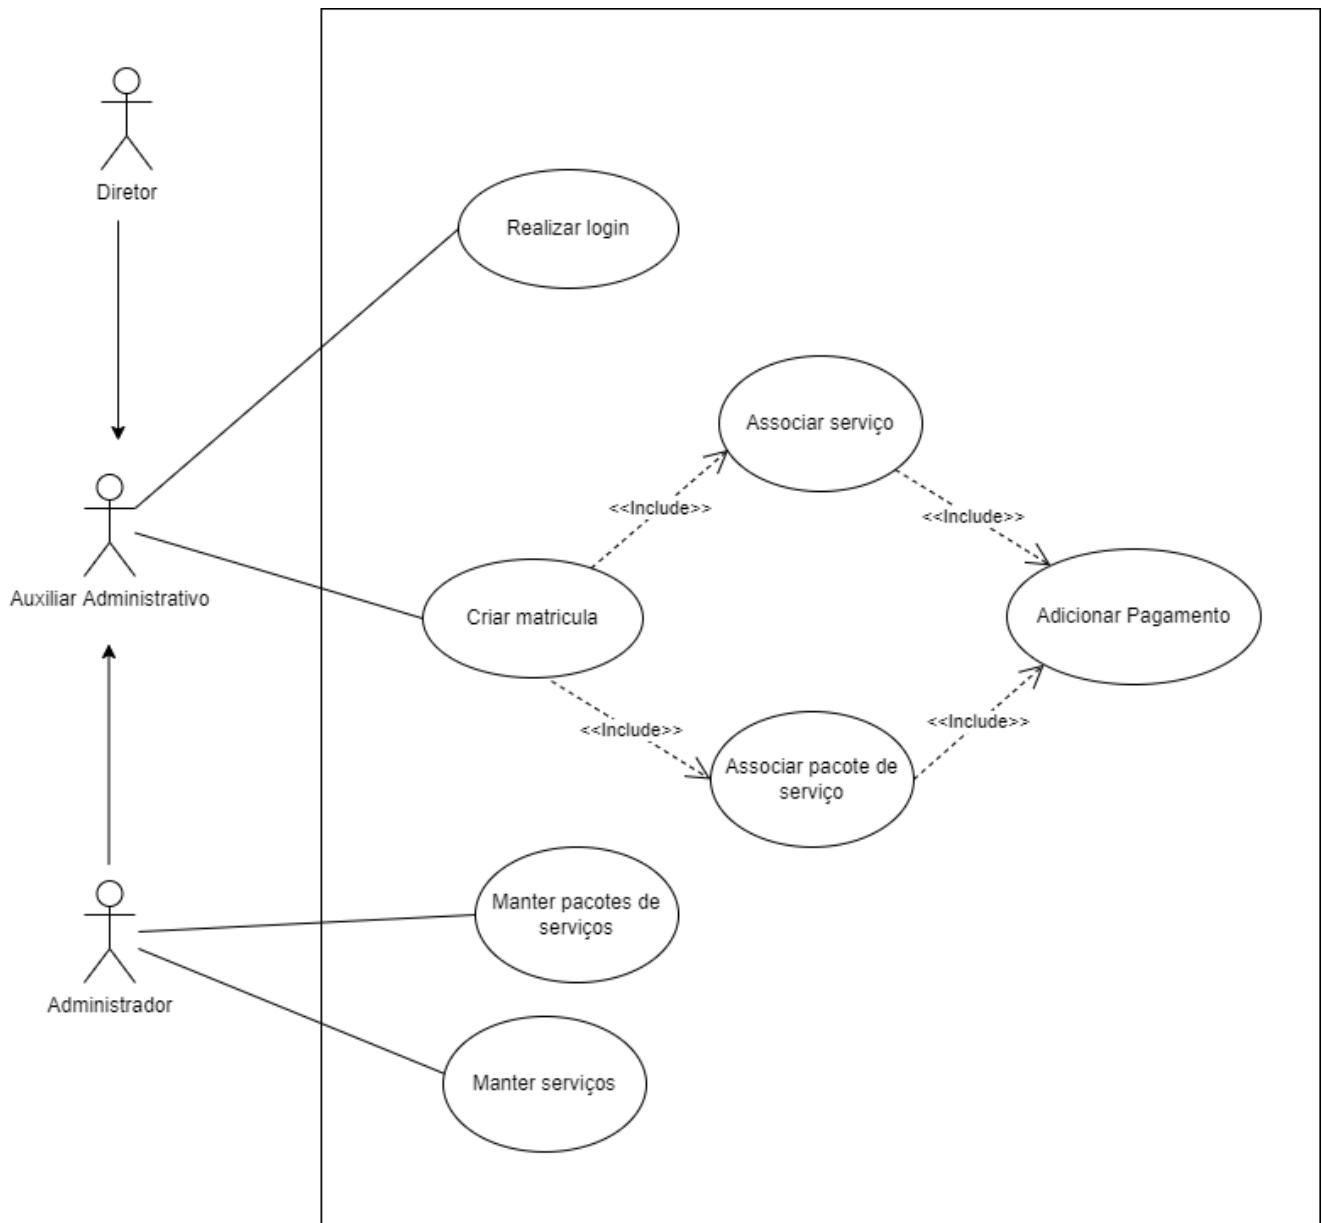 Diretor
Realizar login
Associar serviço
<<Include>>
<<Include>>
Auxiliar Administrativo
Criar matricula
Adicionar Pagamento
<<Include>>
<<Include>>
Associar pacote de
serviço
Manter pacotes de
serviços
Administrador
Manter serviços